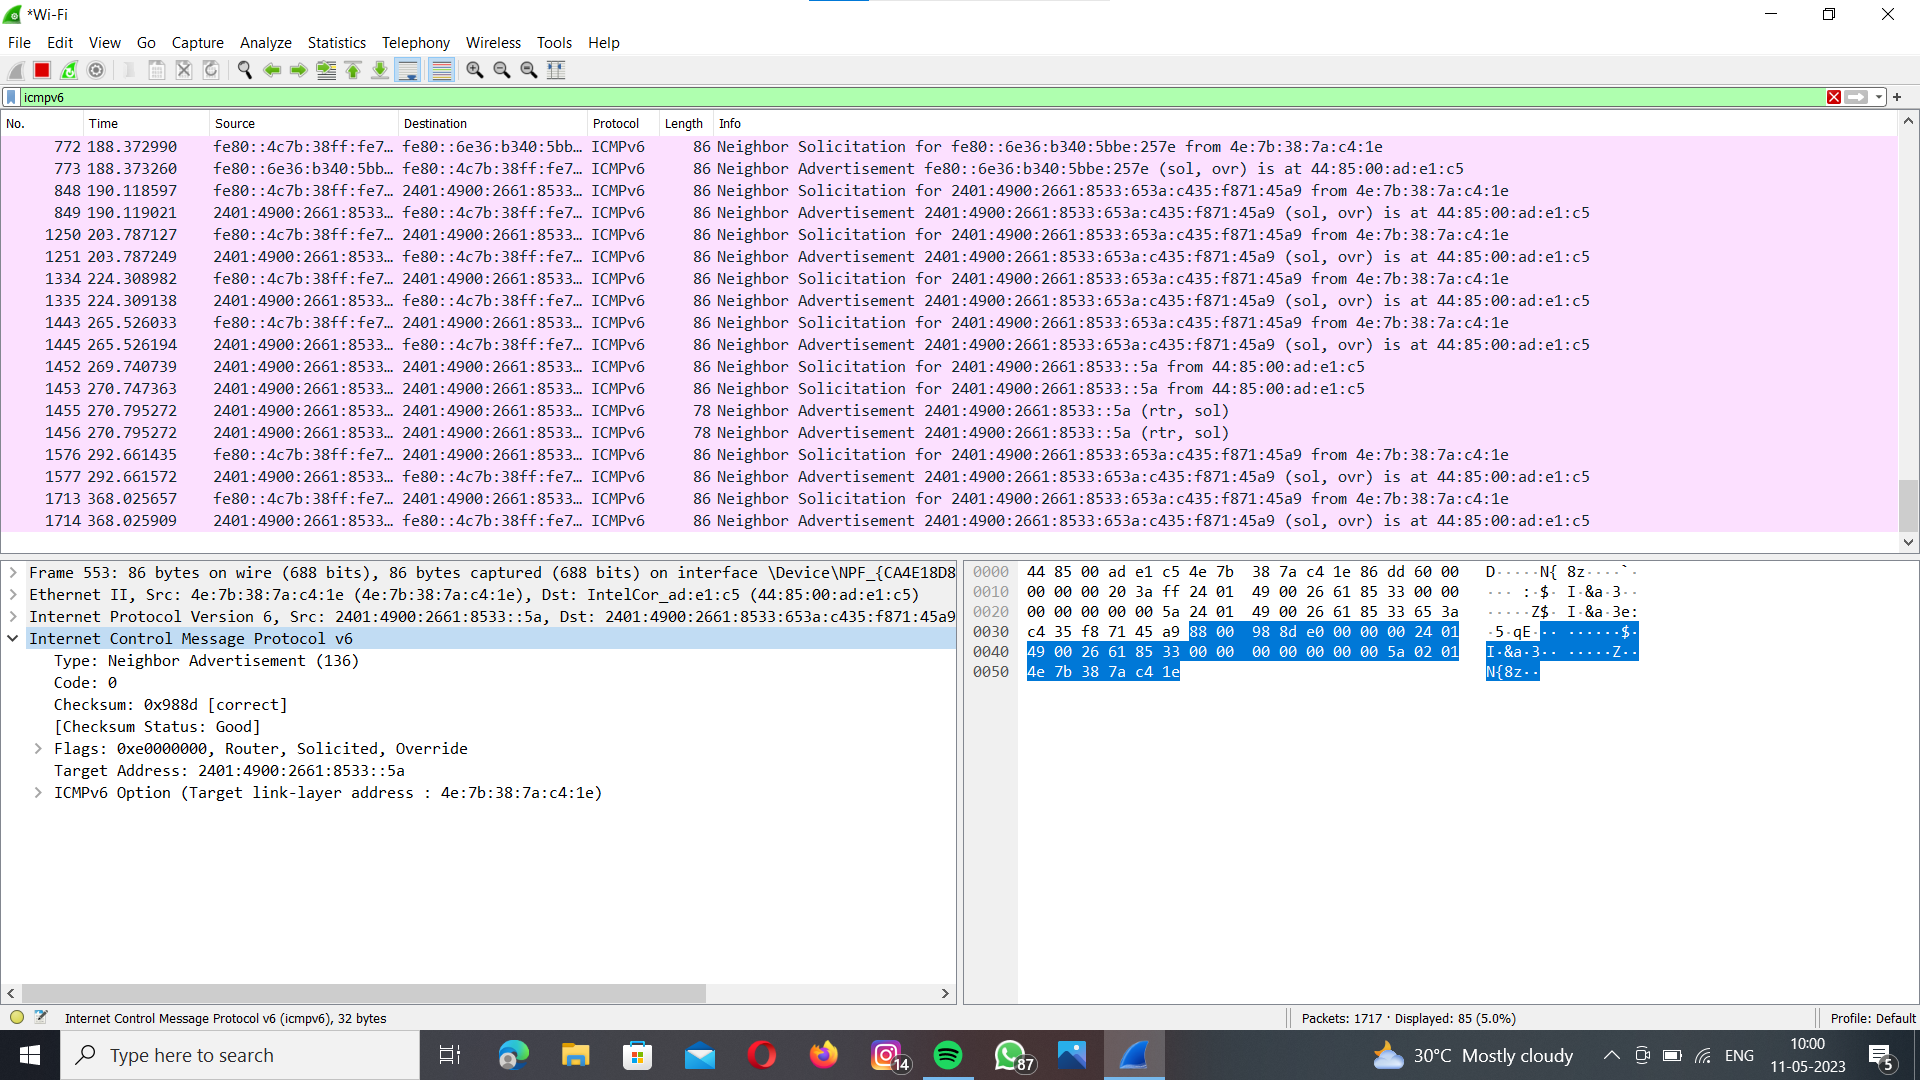 *Wi-Fi
File Edit View Go Capture Analyze Statistics Telephony Wireless Tools Help
icmpv6
No. Time Source Destination Protocol Length Info
772 188.372990 fe80::4c7b:38ff:fe7… fe80::6e36:b340:5bb… ICMPv6 86 Neighbor Solicitation for fe80::6e36:b340:5bbe:257e from 4e:7b:38:7a:c4:1e
773 188.373260 fe80::6e36:b340:5bb… fe80::4c7b:38ff:fe7… ICMPv6 86 Neighbor Advertisement fe80::6e36:b340:5bbe:257e (sol, ovr) is at 44:85:00:ad:e1:c5
848 190.118597 fe80::4c7b:38ff:fe7… 2401:4900:2661:8533… ICMPv6 86 Neighbor Solicitation for 2401:4900:2661:8533:653a:c435:f871:45a9 from 4e:7b:38:7a:c4:1e
849 190.119021 2401:4900:2661:8533… fe80::4c7b:38ff:fe7… ICMPv6 86 Neighbor Advertisement 2401:4900:2661:8533:653a:c435:f871:45a9 (sol, ovr) is at 44:85:00:ad:e1:c5
1250 203.787127 fe80::4c7b:38ff:fe7… 2401:4900:2661:8533… ICMPv6 86 Neighbor Solicitation for 2401:4900:2661:8533:653a:c435:f871:45a9 from 4e:7b:38:7a:c4:1e
1251 203.787249 2401:4900:2661:8533… fe80::4c7b:38ff:fe7… ICMPv6 86 Neighbor Advertisement 2401:4900:2661:8533:653a:c435:f871:45a9 (sol, ovr) is at 44:85:00:ad:e1:c5
1334 224.308982 fe80::4c7b:38ff:fe7… 2401:4900:2661:8533… ICMPv6 86 Neighbor Solicitation for 2401:4900:2661:8533:653a:c435:f871:45a9 from 4e:7b:38:7a:c4:1e
1335 224.309138 2401:4900:2661:8533… fe80::4c7b:38ff:fe7… ICMPv6 86 Neighbor Advertisement 2401:4900:2661:8533:653a:c435:f871:45a9 (sol, ovr) is at 44:85:00:ad:e1:c5
1443 265.526033 fe80::4c7b:38ff:fe7… 2401:4900:2661:8533… ICMPv6 86 Neighbor Solicitation for 2401:4900:2661:8533:653a:c435:f871:45a9 from 4e:7b:38:7a:c4:1e
1445 265.526194 2401:4900:2661:8533… fe80::4c7b:38ff:fe7… ICMPv6 86 Neighbor Advertisement 2401:4900:2661:8533:653a:c435:f871:45a9 (sol, ovr) is at 44:85:00:ad:e1:c5
1452 269.740739 2401:4900:2661:8533… 2401:4900:2661:8533… ICMPv6 86 Neighbor Solicitation for 2401:4900:2661:8533::5a from 44:85:00:ad:e1:c5
1453 270.747363 2401:4900:2661:8533… 2401:4900:2661:8533… ICMPv6 86 Neighbor Solicitation for 2401:4900:2661:8533::5a from 44:85:00:ad:e1:c5
1455 270.795272 2401:4900:2661:8533… 2401:4900:2661:8533… ICMPv6 78 Neighbor Advertisement 2401:4900:2661:8533::5a (rtr, sol)
1456 270.795272 2401:4900:2661:8533… 2401:4900:2661:8533… ICMPv6 78 Neighbor Advertisement 2401:4900:2661:8533::5a (rtr, sol)
1576 292.661435 fe80::4c7b:38ff:fe7… 2401:4900:2661:8533… ICMPv6 86 Neighbor Solicitation for 2401:4900:2661:8533:653a:c435:f871:45a9 from 4e:7b:38:7a:c4:1e
1577 292.661572 2401:4900:2661:8533… fe80::4c7b:38ff:fe7… ICMPv6 86 Neighbor Advertisement 2401:4900:2661:8533:653a:c435:f871:45a9 (sol, ovr) is at 44:85:00:ad:e1:c5
1713 368.025657 fe80::4c7b:38ff:fe7… 2401:4900:2661:8533… ICMPv6 86 Neighbor Solicitation for 2401:4900:2661:8533:653a:c435:f871:45a9 from 4e:7b:38:7a:c4:1e
1714 368.025909 2401:4900:2661:8533… fe80::4c7b:38ff:fe7… ICMPv6 86 Neighbor Advertisement 2401:4900:2661:8533:653a:c435:f871:45a9 (sol, ovr) is at 44:85:00:ad:e1:c5
Frame 553: 86 bytes on wire (688 bits), 86 bytes captured (688 bits) on interface \Device\NPF_{CA4E18D8
Ethernet II, Src: 4e:7b:38:7a:c4:1e (4e:7b:38:7a:c4:1e), Dst: IntelCor_ad:e1:c5 (44:85:00:ad:e1:c5)
Internet Protocol Version 6, Src: 2401:4900:2661:8533::5a, Dst: 2401:4900:2661:8533:653a:c435:f871:45a9
Internet Control Message Protocol v6
Type: Neighbor Advertisement (136)
Code: 0
Checksum: 0x988d [correct]
[Checksum Status: Good]
Flags: 0xe0000000, Router, Solicited, Override
Target Address: 2401:4900:2661:8533::5a
ICMPv6 Option (Target link-layer address : 4e:7b:38:7a:c4:1e)
0000 44 85 00 ad e1 c5 4e 7b 38 7a c4 1e 86 dd 60 00 D·····N{ 8z····`·
0010 00 00 00 20 3a ff 24 01 49 00 26 61 85 33 00 00 ··· :·$· I·&a·3··
0020 00 00 00 00 00 5a 24 01 49 00 26 61 85 33 65 3a ·····Z$· I·&a·3e:
0030 c4 35 f8 71 45 a9 88 00 98 8d e0 00 00 00 24 01 ·5·qE··· ······$·
0040 49 00 26 61 85 33 00 00 00 00 00 00 00 5a 02 01 I·&a·3·· ·····Z··
0050 4e 7b 38 7a c4 1e N{8z··
Internet Control Message Protocol v6 (icmpv6), 32 bytes
Packets: 1717 · Displayed: 85 (5.0%)
Profile: Default
Type here to search
14
87
30°C Mostly cloudy
ENG
10:00
11-05-2023
5